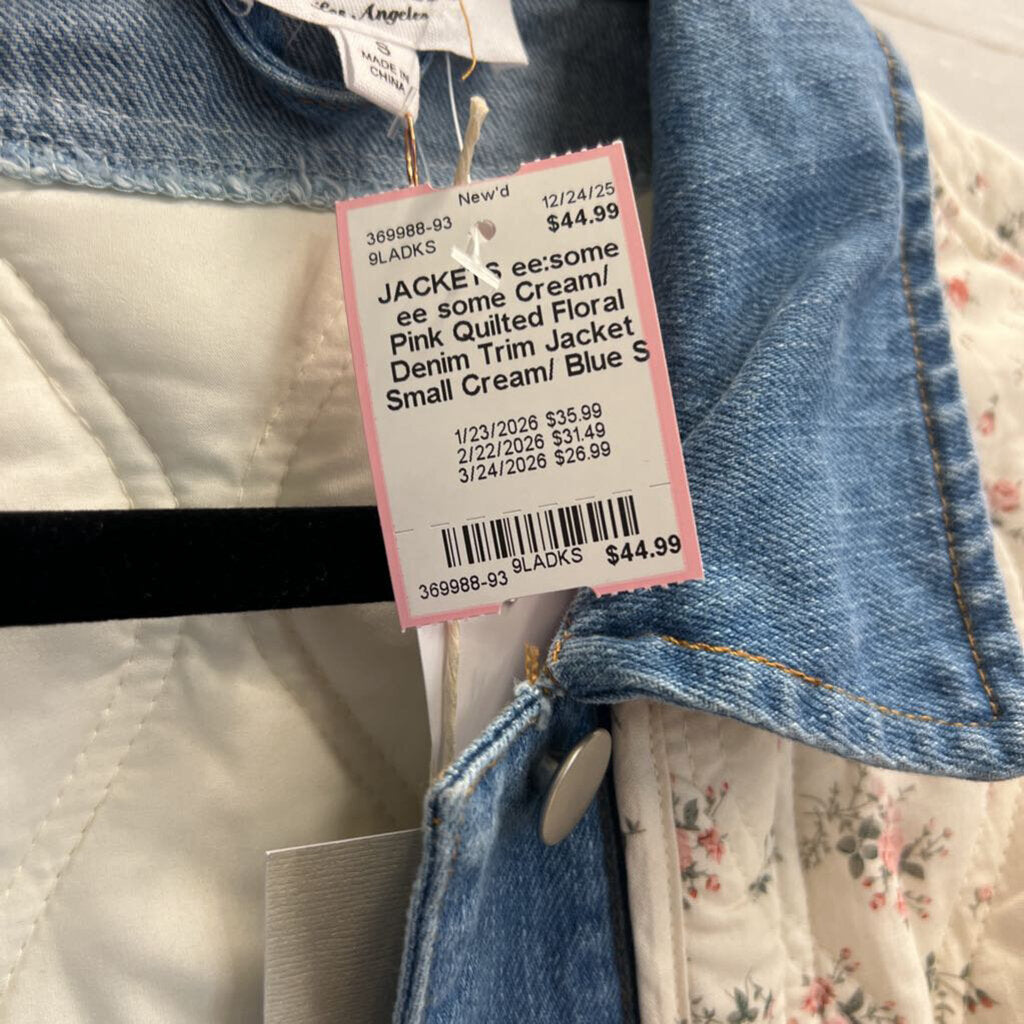 Los Angeles
S
MADE IN
CHINA
New'd
369988-93 12/24/25
9LADKS $44.99
JACKETS ee:some
ee some Cream/
Pink Quilted Floral
Denim Trim Jacket
Small Cream/ Blue S
1/23/2026 $35.99
2/22/2026 $31.49
3/24/2026 $26.99
369988-93 9LADKS $44.99